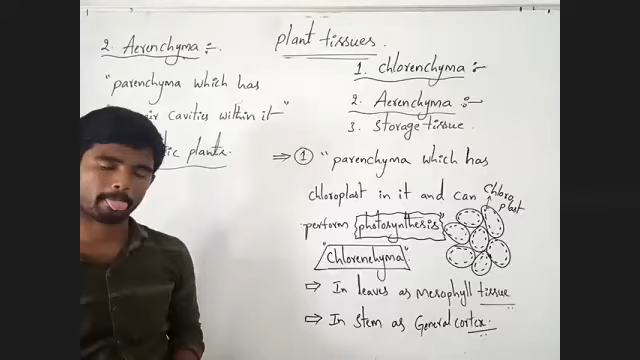 plant tissues.
2. Aerenchyma :-
"parenchyma which has
air cavities within it"
plants.
1. chlorenchyma :-
2. Aerenchyma :-
3. Storage tissue.
⇒ ① "parenchyma which has
chloroplast in it and can
perform photosynthesis"
"Chlorenchyma"
Chloro
plast
⇒ In leaves as Mesophyll tissue
⇒ In Stem as General cortex.